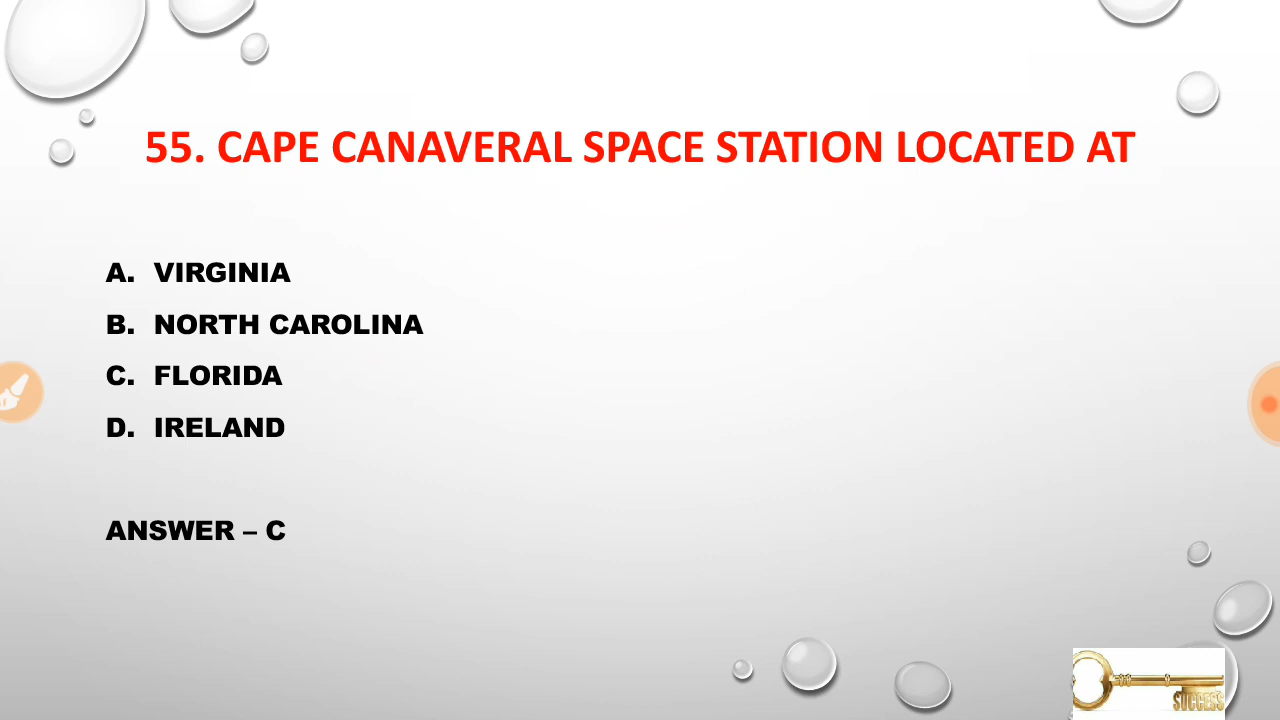 55. CAPE CANAVERAL SPACE STATION LOCATED AT
A. VIRGINIA
B. NORTH CAROLINA
C. FLORIDA
D. IRELAND
ANSWER – C
SUCCESS